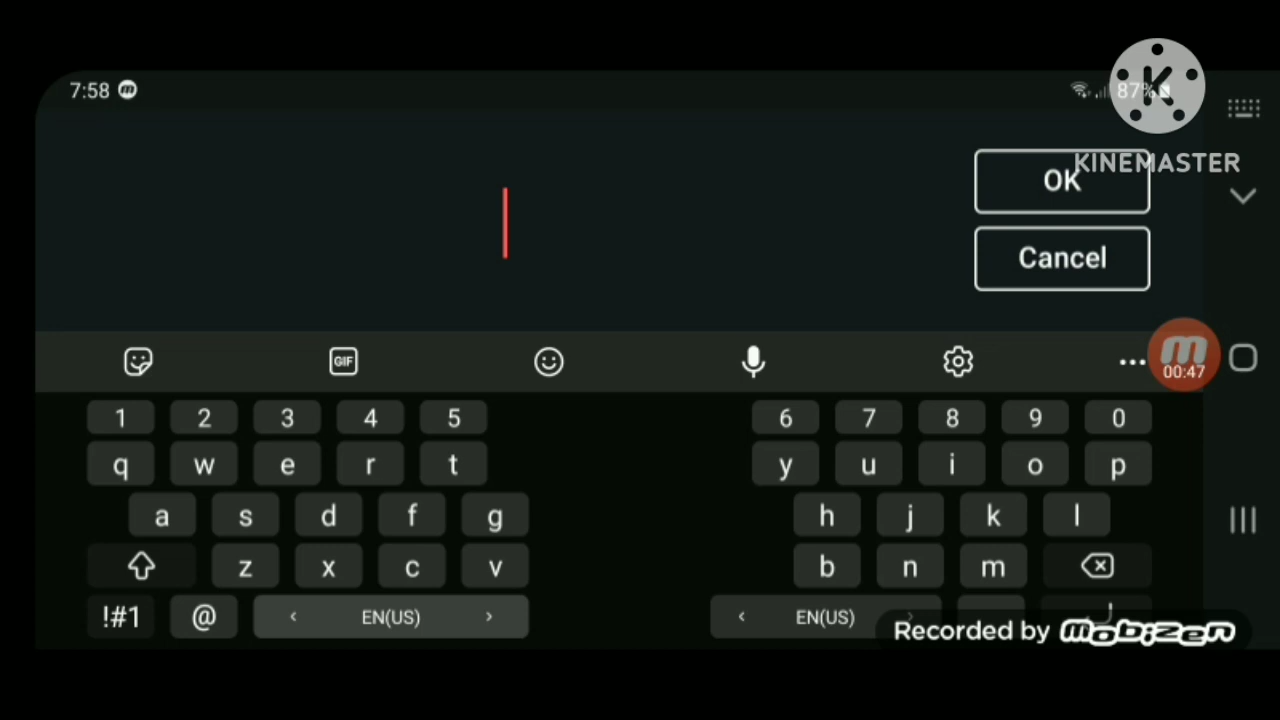 7:58 m 87%
KINEMASTER
OK
Cancel
GIF
m
00:47
1 2 3 4 5 6 7 8 9 0
q w e r t y u i o p
a s d f g h j k l
z x c v b n m
!#1 @ < EN(US) > < EN(US) >
Recorded by mobizen